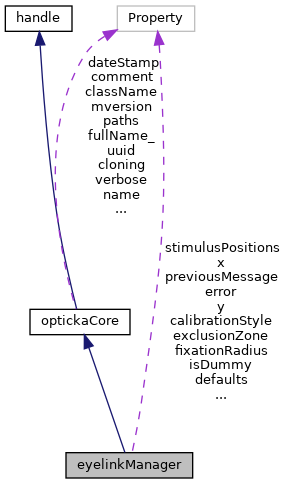 handle
Property
dateStamp
comment
className
mversion
paths
fullName_
uuid
cloning
verbose
name
...
stimulusPositions
x
previousMessage
error
y
calibrationStyle
exclusionZone
fixationRadius
isDummy
defaults
...
optickaCore
eyelinkManager